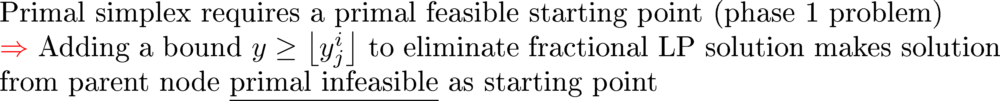 Primal simplex requires a primal feasible starting point (phase 1 problem)
⇒ Adding a bound $y \geq \lfloor y_j^i \rfloor$ to eliminate fractional LP solution makes solution
from parent node primal infeasible as starting point